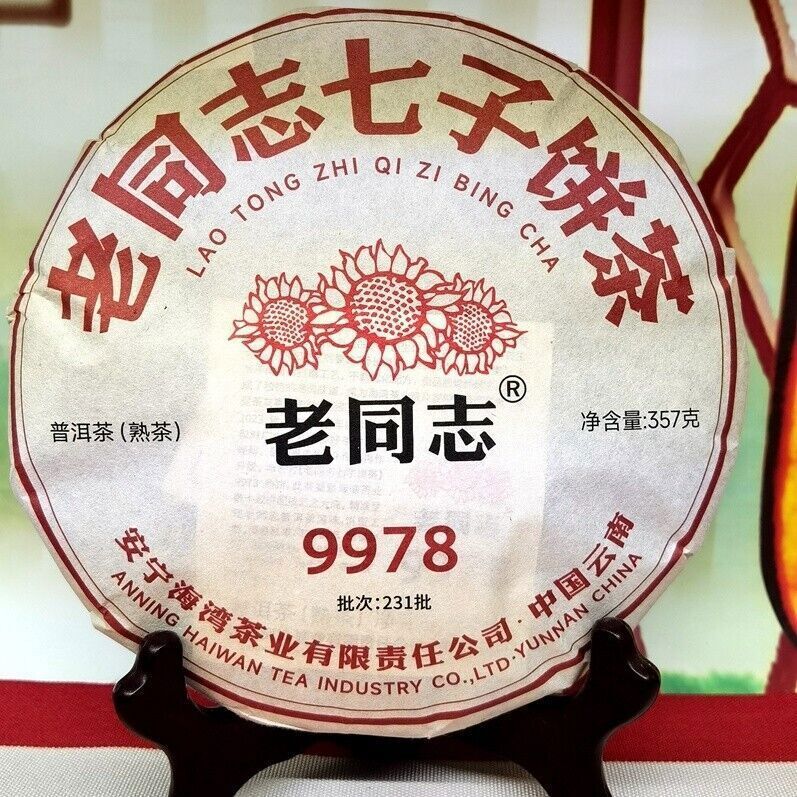 老同志七子饼茶
LAO TONG ZHI QI ZI BING CHA
老同志®
普洱茶(熟茶)
净含量:357克
9978
批次:231批
安宁海湾茶业有限责任公司·中国云南
ANNING HAIWAN TEA INDUSTRY CO.,LTD·YUNNAN CHINA